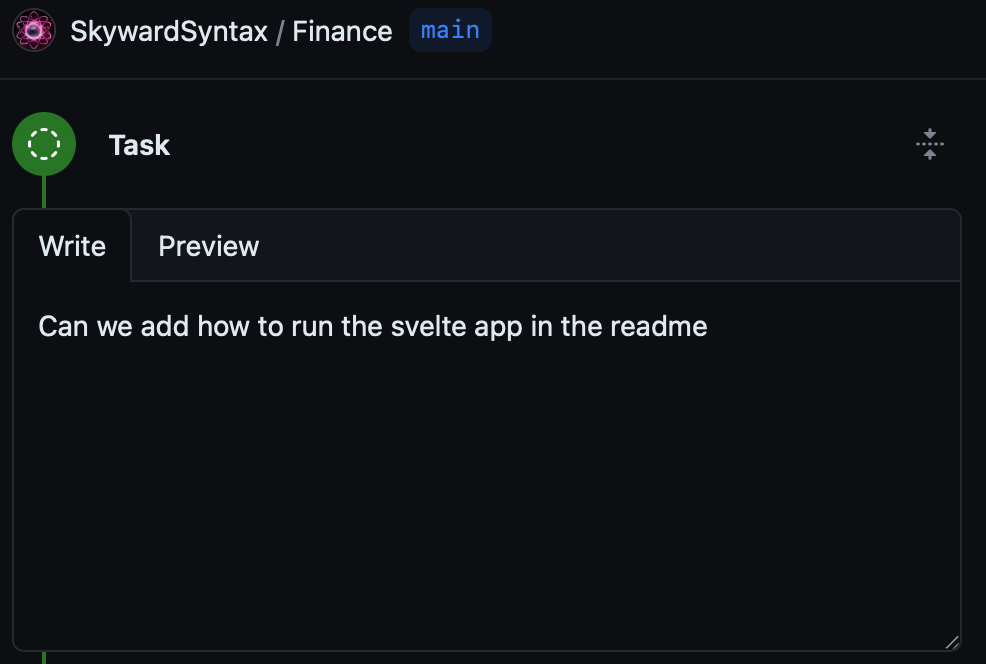 SkywardSyntax / Finance main
Task
Write Preview
Can we add how to run the svelte app in the readme